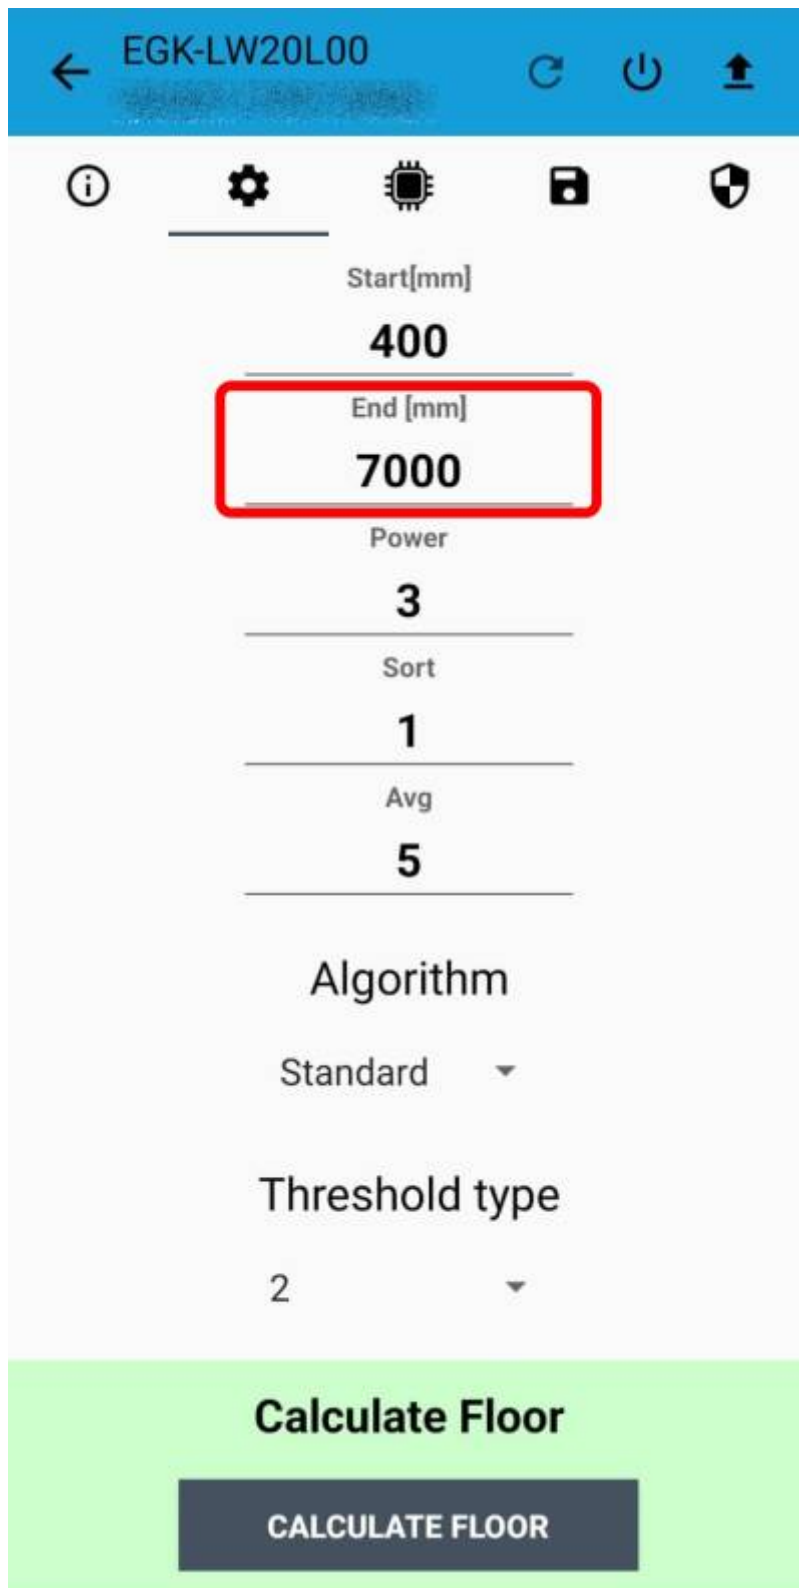 EGK-LW20L00
Start[mm]
400
End [mm]
7000
Power
3
Sort
1
Avg
5
Algorithm
Standard
Threshold type
2
Calculate Floor
CALCULATE FLOOR